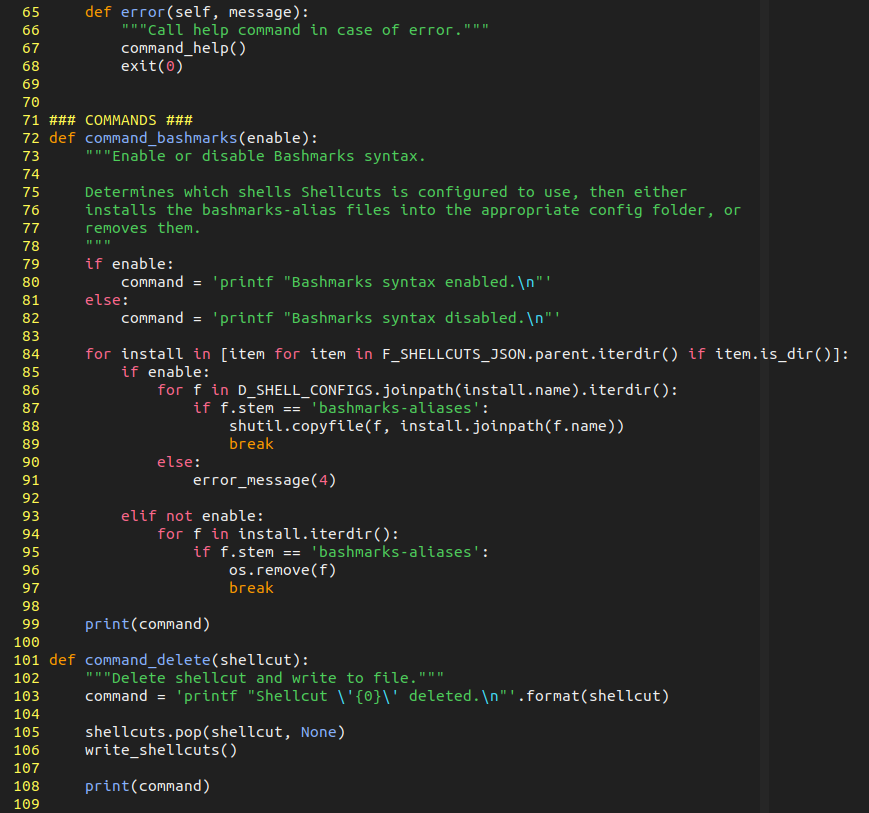 65     def error(self, message):
66         """Call help command in case of error."""
67         command_help()
68         exit(0)
69
70
71 ### COMMANDS ###
72 def command_bashmarks(enable):
73     """Enable or disable Bashmarks syntax.
74
75     Determines which shells Shellcuts is configured to use, then either
76     installs the bashmarks-alias files into the appropriate config folder, or
77     removes them.
78     """
79     if enable:
80         command = 'printf "Bashmarks syntax enabled.\n"'
81     else:
82         command = 'printf "Bashmarks syntax disabled.\n"'
83
84     for install in [item for item in F_SHELLCUTS_JSON.parent.iterdir() if item.is_dir()]:
85         if enable:
86             for f in D_SHELL_CONFIGS.joinpath(install.name).iterdir():
87                 if f.stem == 'bashmarks-aliases':
88                     shutil.copyfile(f, install.joinpath(f.name))
89                     break
90             else:
91                 error_message(4)
92
93         elif not enable:
94             for f in install.iterdir():
95                 if f.stem == 'bashmarks-aliases':
96                     os.remove(f)
97                     break
98
99     print(command)
100
101 def command_delete(shellcut):
102     """Delete shellcut and write to file."""
103     command = 'printf "Shellcut \'{0}\' deleted.\n"'.format(shellcut)
104
105     shellcuts.pop(shellcut, None)
106     write_shellcuts()
107
108     print(command)
109